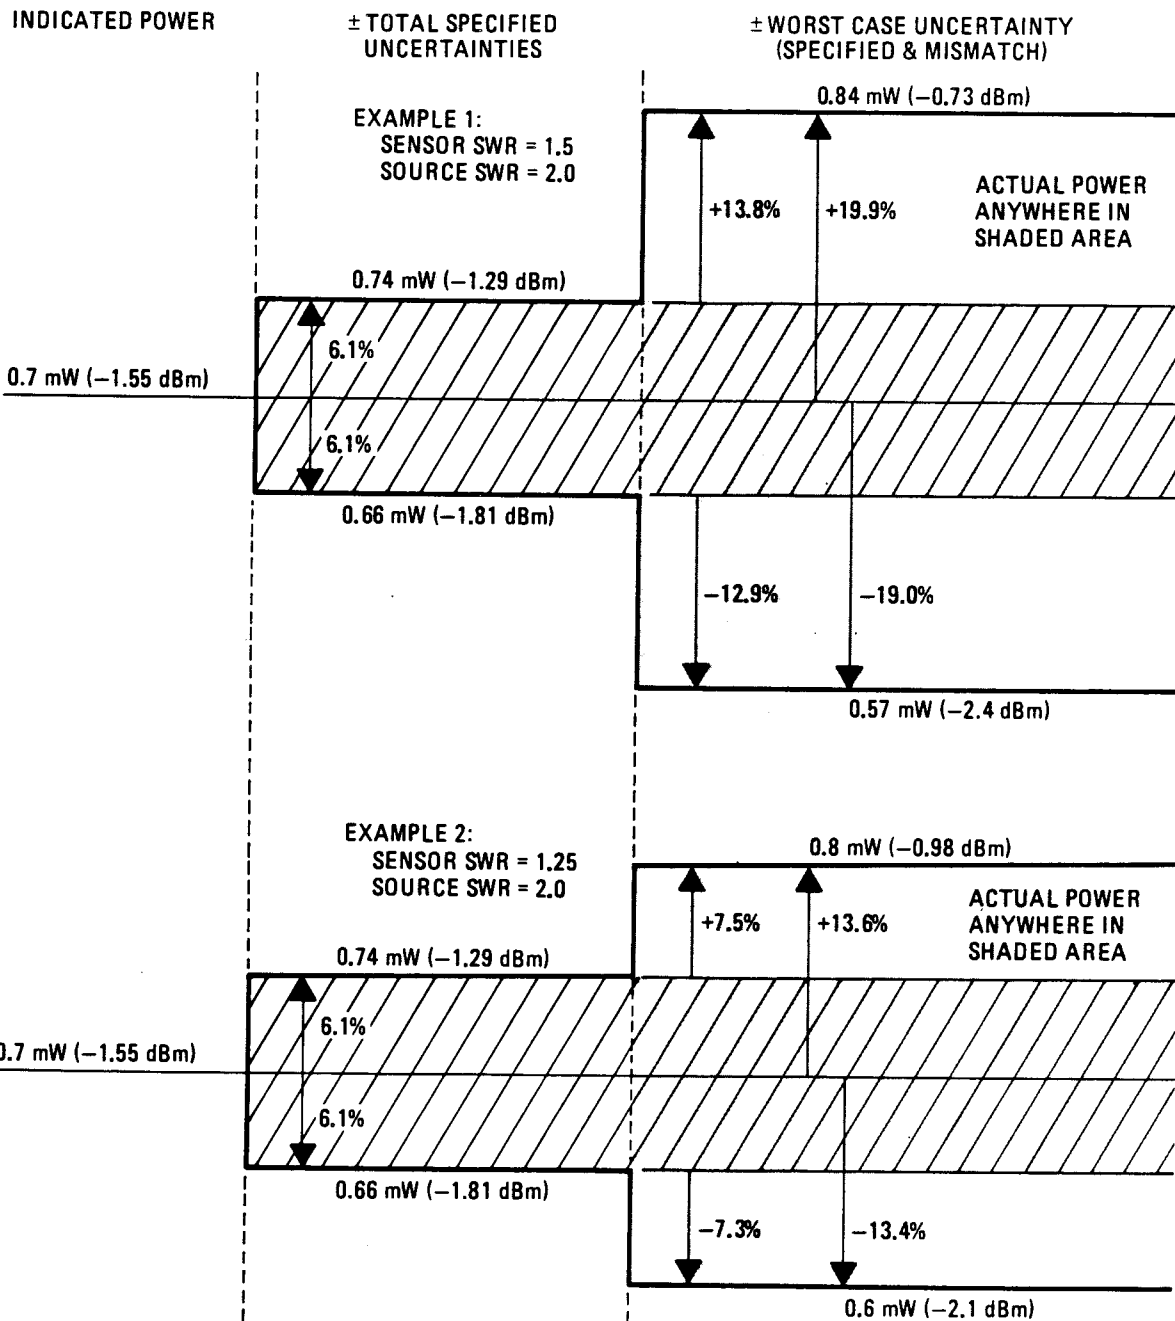 INDICATED POWER
± TOTAL SPECIFIED
UNCERTAINTIES
± WORST CASE UNCERTAINTY
(SPECIFIED & MISMATCH)
0.84 mW (−0.73 dBm)
EXAMPLE 1:
SENSOR SWR = 1.5
SOURCE SWR = 2.0
+13.8%
+19.9%
ACTUAL POWER
ANYWHERE IN
SHADED AREA
0.74 mW (−1.29 dBm)
6.1%
0.7 mW (−1.55 dBm)
6.1%
0.66 mW (−1.81 dBm)
−12.9%
−19.0%
0.57 mW (−2.4 dBm)
EXAMPLE 2:
SENSOR SWR = 1.25
SOURCE SWR = 2.0
0.8 mW (−0.98 dBm)
+7.5%
+13.6%
ACTUAL POWER
ANYWHERE IN
SHADED AREA
0.74 mW (−1.29 dBm)
6.1%
0.7 mW (−1.55 dBm)
6.1%
0.66 mW (−1.81 dBm)
−7.3%
−13.4%
0.6 mW (−2.1 dBm)